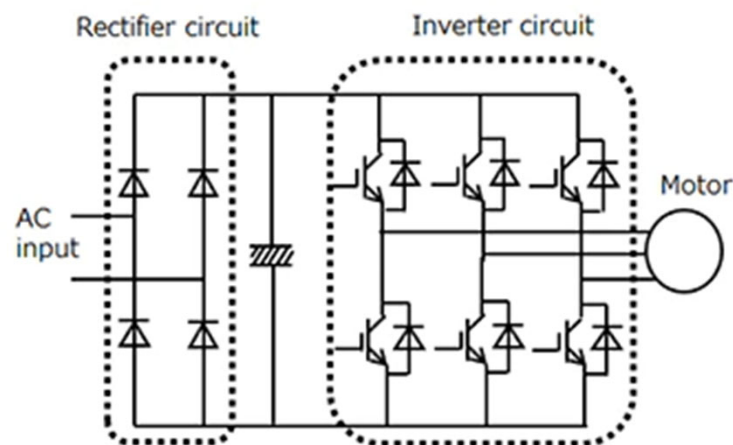 Rectifier circuit
Inverter circuit
AC
input
Motor